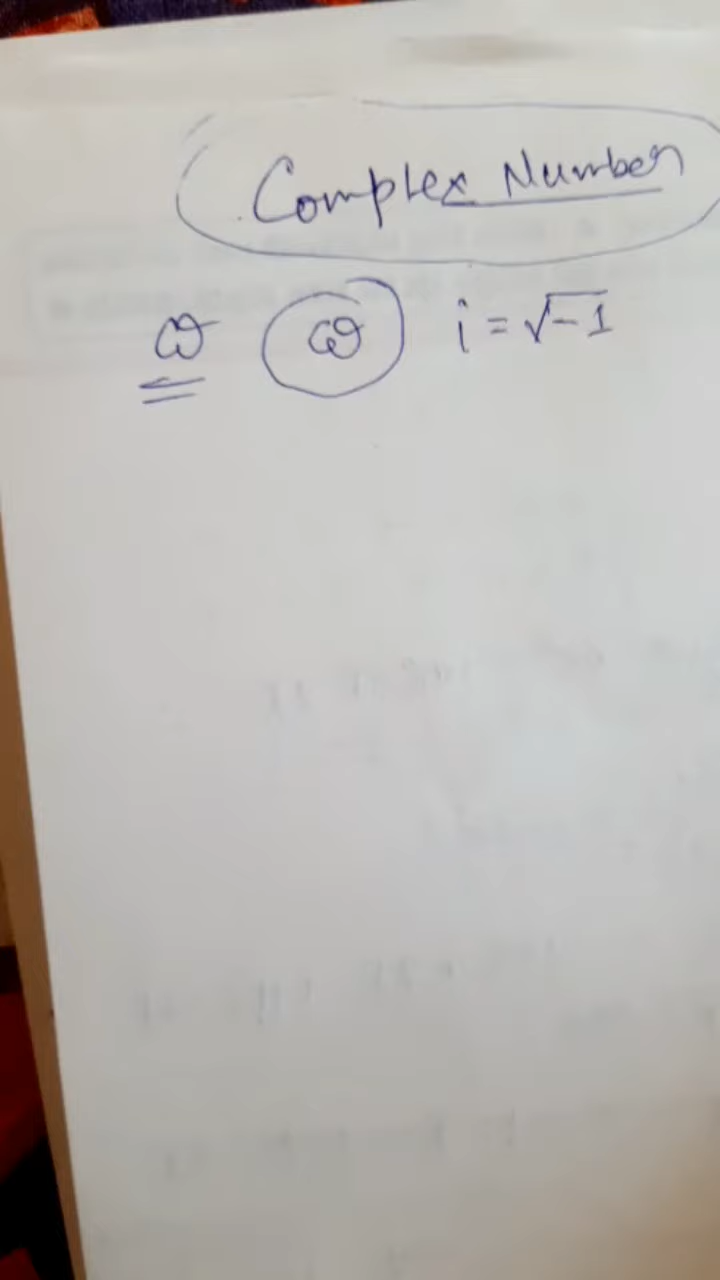 Complex Number
ω ω i = √-1